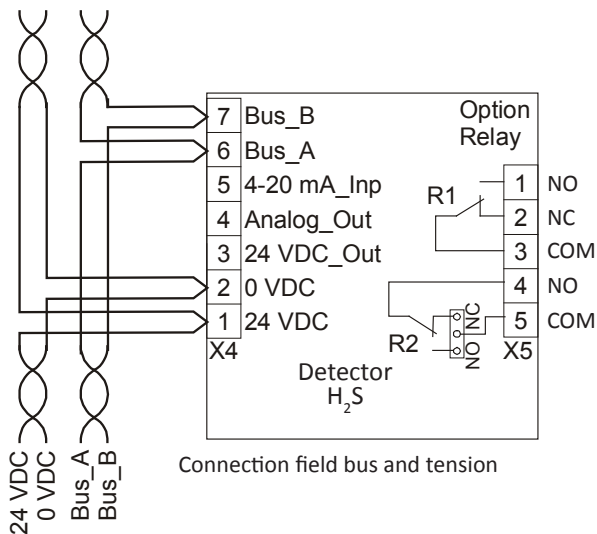 7 Bus_B
6 Bus_A
5 4-20 mA_Inp
4 Analog_Out
3 24 VDC_Out
2 0 VDC
1 24 VDC
X4
Option
Relay
R1
1 NO
2 NC
3 COM
4 NO
5 COM
X5
R2
NC
NO
Detector
H₂S
Connection field bus and tension
24 VDC
0 VDC
Bus_A
Bus_B